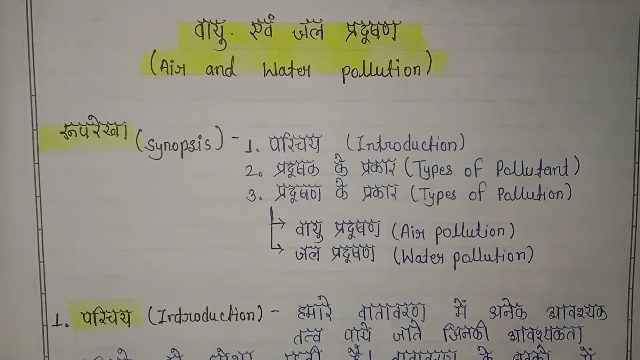 वायु एवं जल प्रदूषण
(Air and Water pollution)
रूपरेखा (Synopsis) - 1. परिचय (Introduction)
2. प्रदूषक के प्रकार (Types of Pollutant)
3. प्रदूषण के प्रकार (Types of Pollution)
→ वायु प्रदूषण (Air pollution)
→ जल प्रदूषण (Water pollution)
1. परिचय (Indroduction) - हमारे वातावरण में अनेक आवश्यक
तत्व पाये जाते जिनकी आवश्यकता